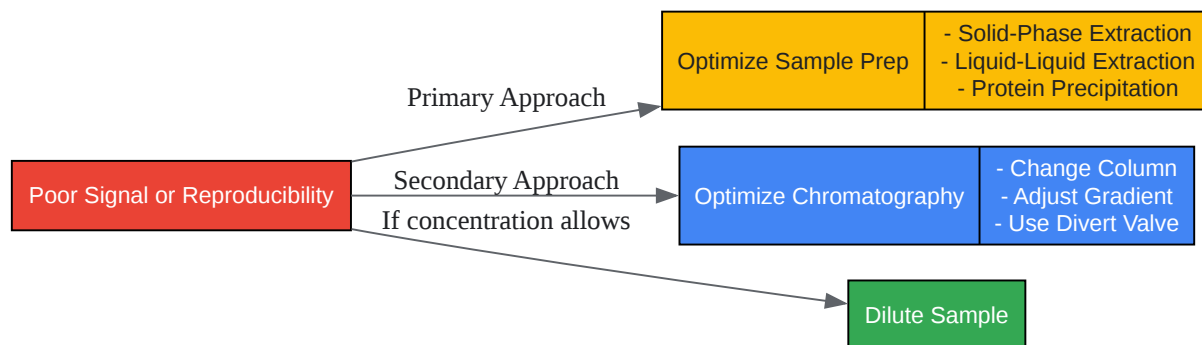 Poor Signal or Reproducibility
Primary Approach
Secondary Approach
If concentration allows
Optimize Sample Prep
- Solid-Phase Extraction
- Liquid-Liquid Extraction
- Protein Precipitation
Optimize Chromatography
- Change Column
- Adjust Gradient
- Use Divert Valve
Dilute Sample